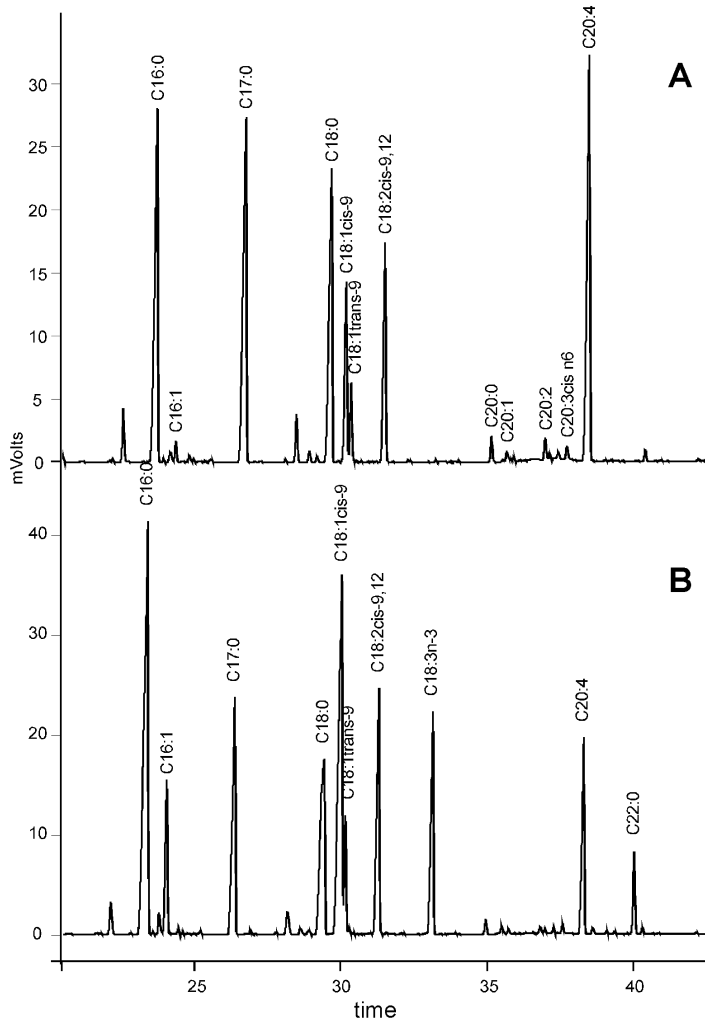 A
C16:0
C16:1
C17:0
C18:0
C18:1cis-9
C18:1trans-9
C18:2cis-9,12
C20:0
C20:1
C20:2
C20:3cis n6
C20:4
30
25
20
15
10
5
0
mVolts
B
C16:0
C16:1
C17:0
C18:0
C18:1cis-9
C18:1trans-9
C18:2cis-9,12
C18:3n-3
C20:4
C22:0
40
30
20
10
0
25 30 35 40
time